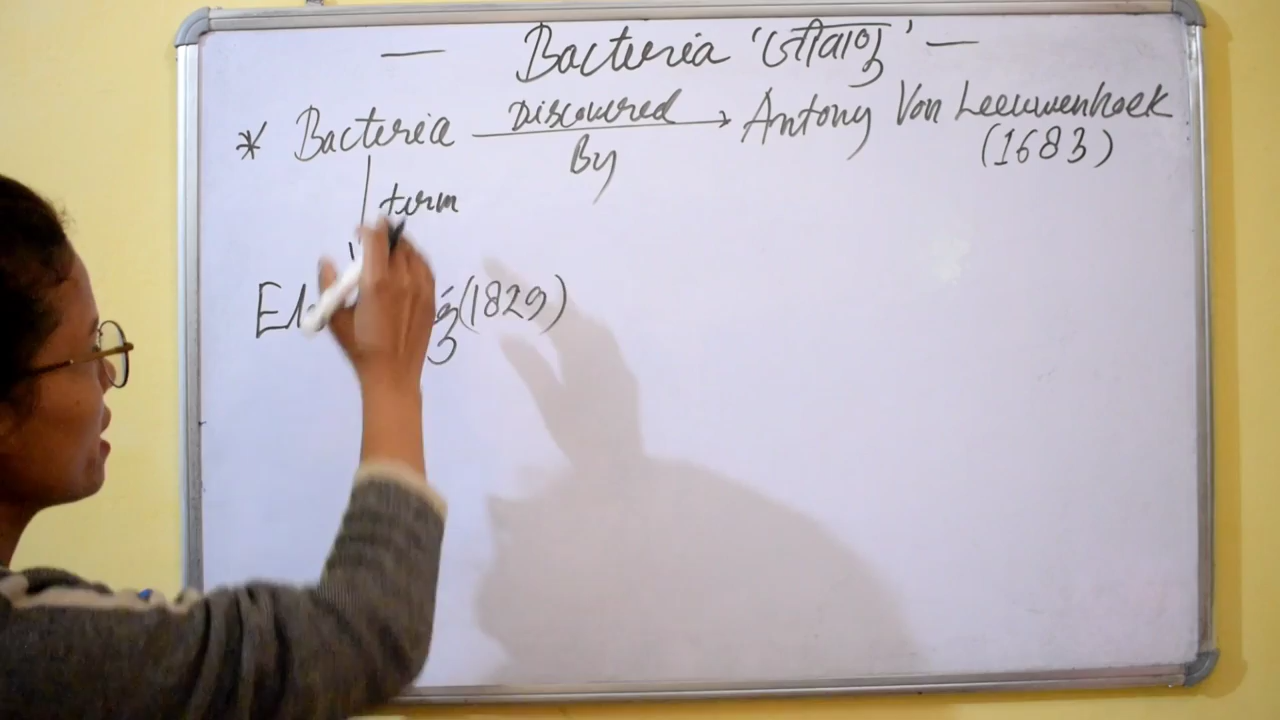 — Bacteria 'जीवाणु' —
* Bacteria Discovered By → Antony Von Leeuwenhoek
(1683)
term
(1829)